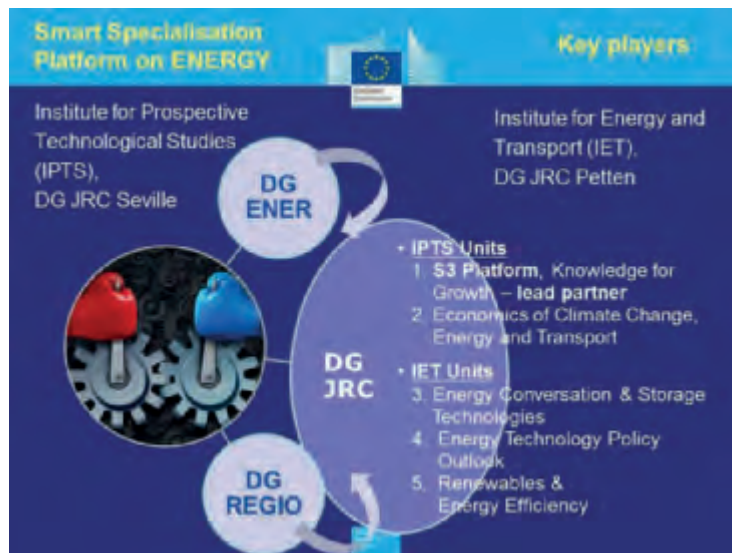 Smart Specialisation
Platform on ENERGY
Key players
Institute for Prospective
Technological Studies
(IPTS),
DG JRC Seville
Institute for Energy and
Transport (IET),
DG JRC Petten
DG
ENER
DG
JRC
DG
REGIO
• IPTS Units
1. S3 Platform, Knowledge for
Growth – lead partner
2. Economics of Climate Change,
Energy and Transport
• IET Units
3. Energy Conversation & Storage
Technologies
4. Energy Technology Policy
Outlook
5. Renewables &
Energy Efficiency